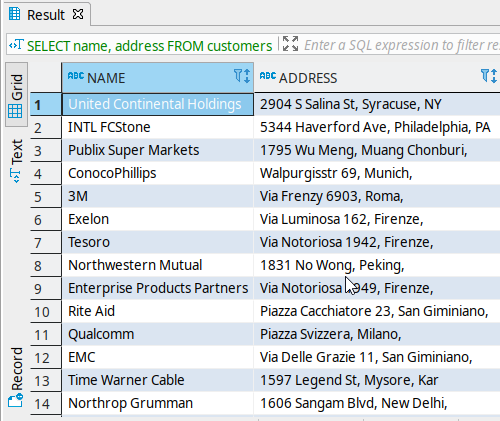 Result
SELECT name, address FROM customers Enter a SQL expression to filter re
Grid
Text
Record
ABC NAME ABC ADDRESS
1 United Continental Holdings 2904 S Salina St, Syracuse, NY
2 INTL FCStone 5344 Haverford Ave, Philadelphia, PA
3 Publix Super Markets 1795 Wu Meng, Muang Chonburi,
4 ConocoPhillips Walpurgisstr 69, Munich,
5 3M Via Frenzy 6903, Roma,
6 Exelon Via Luminosa 162, Firenze,
7 Tesoro Via Notoriosa 1942, Firenze,
8 Northwestern Mutual 1831 No Wong, Peking,
9 Enterprise Products Partners Via Notoriosa 1949, Firenze,
10 Rite Aid Piazza Cacchiatore 23, San Giminiano,
11 Qualcomm Piazza Svizzera, Milano,
12 EMC Via Delle Grazie 11, San Giminiano,
13 Time Warner Cable 1597 Legend St, Mysore, Kar
14 Northrop Grumman 1606 Sangam Blvd, New Delhi,